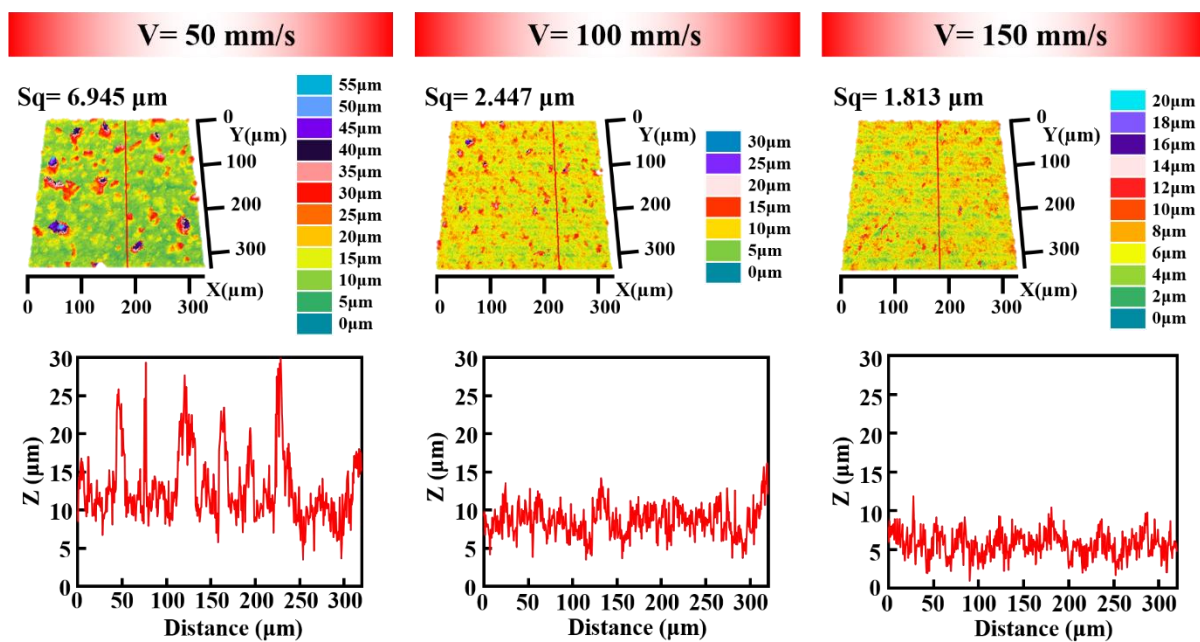 V= 50 mm/s
Sq= 6.945 μm
0
Y(μm)
100
200
300
X(μm)
0 100 200 300
55μm
50μm
45μm
40μm
35μm
30μm
25μm
20μm
15μm
10μm
5μm
0μm
30
25
20
15
10
5
0
Z (μm)
0 50 100 150 200 250 300
Distance (μm)
V= 100 mm/s
Sq= 2.447 μm
0
Y(μm)
100
200
300
X(μm)
0 100 200 300
30μm
25μm
20μm
15μm
10μm
5μm
0μm
30
25
20
15
10
5
0
Z (μm)
0 50 100 150 200 250 300
Distance (μm)
V= 150 mm/s
Sq= 1.813 μm
0
Y(μm)
100
200
300
X(μm)
0 100 200 300
20μm
18μm
16μm
14μm
12μm
10μm
8μm
6μm
4μm
2μm
0μm
30
25
20
15
10
5
0
Z (μm)
0 50 100 150 200 250 300
Distance (μm)